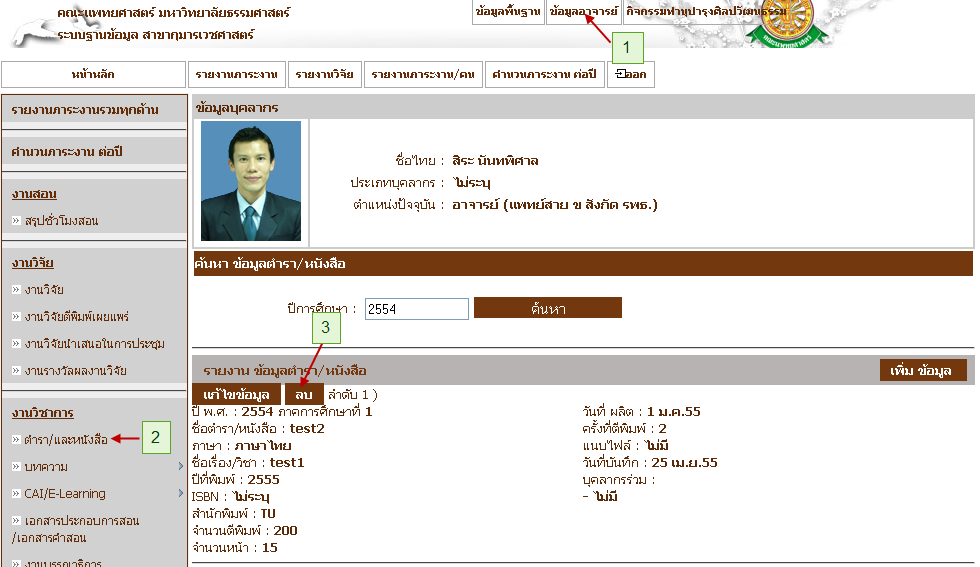 คณะแพทยศาสตร์ มหาวิทยาลัยธรรมศาสตร์
ระบบฐานข้อมูล สาขากุมารเวชศาสตร์
ข้อมูลพื้นฐาน ข้อมูลอาจารย์ กิจกรรมทำนุบำรุงศิลปวัฒนธรรม
1
หน้าหลัก รายงานภาระงาน รายงานวิจัย รายงานภาระงาน/คน คำนวนภาระงาน ต่อปี ออก
รายงานภาระงานรวมทุกด้าน
คำนวนภาระงาน ต่อปี
งานสอน
สรุปชั่วโมงสอน
งานวิจัย
งานวิจัย
งานวิจัยตีพิมพ์เผยแพร่
งานวิจัยนำเสนอในการประชุม
งานรางวัลผลงานวิจัย
งานวิชาการ
ตำรา/และหนังสือ
2
บทความ
CAI/E-Learning
เอกสารประกอบการสอน
/เอกสารคำสอน
งานบรรณาธิการ
ข้อมูลบุคลากร
ชื่อไทย : สิระ นันทพิศาล
ประเภทบุคลากร : ไม่ระบุ
ตำแหน่งปัจจุบัน : อาจารย์ (แพทย์สาย ข สังกัด รพธ.)
ค้นหา ข้อมูลตำรา/หนังสือ
ปีการศึกษา : 2554 ค้นหา
3
รายงาน ข้อมูลตำรา/หนังสือ เพิ่ม ข้อมูล
แก้ไขข้อมูล ลบ ลำดับ 1 )
ปี พ.ศ. : 2554 ภาคการศึกษาที่ 1
ชื่อตำรา/หนังสือ : test2
ภาษา : ภาษาไทย
ชื่อเรื่อง/วิชา : test1
ปีที่พิมพ์ : 2555
ISBN : ไม่ระบุ
สำนักพิมพ์ : TU
จำนวนตีพิมพ์ : 200
จำนวนหน้า : 15
วันที่ ผลิต : 1 ม.ค.55
ครั้งที่ตีพิมพ์ : 2
แนบไฟล์ : ไม่มี
วันที่บันทึก : 25 เม.ย.55
บุคลากรร่วม :
- ไม่มี